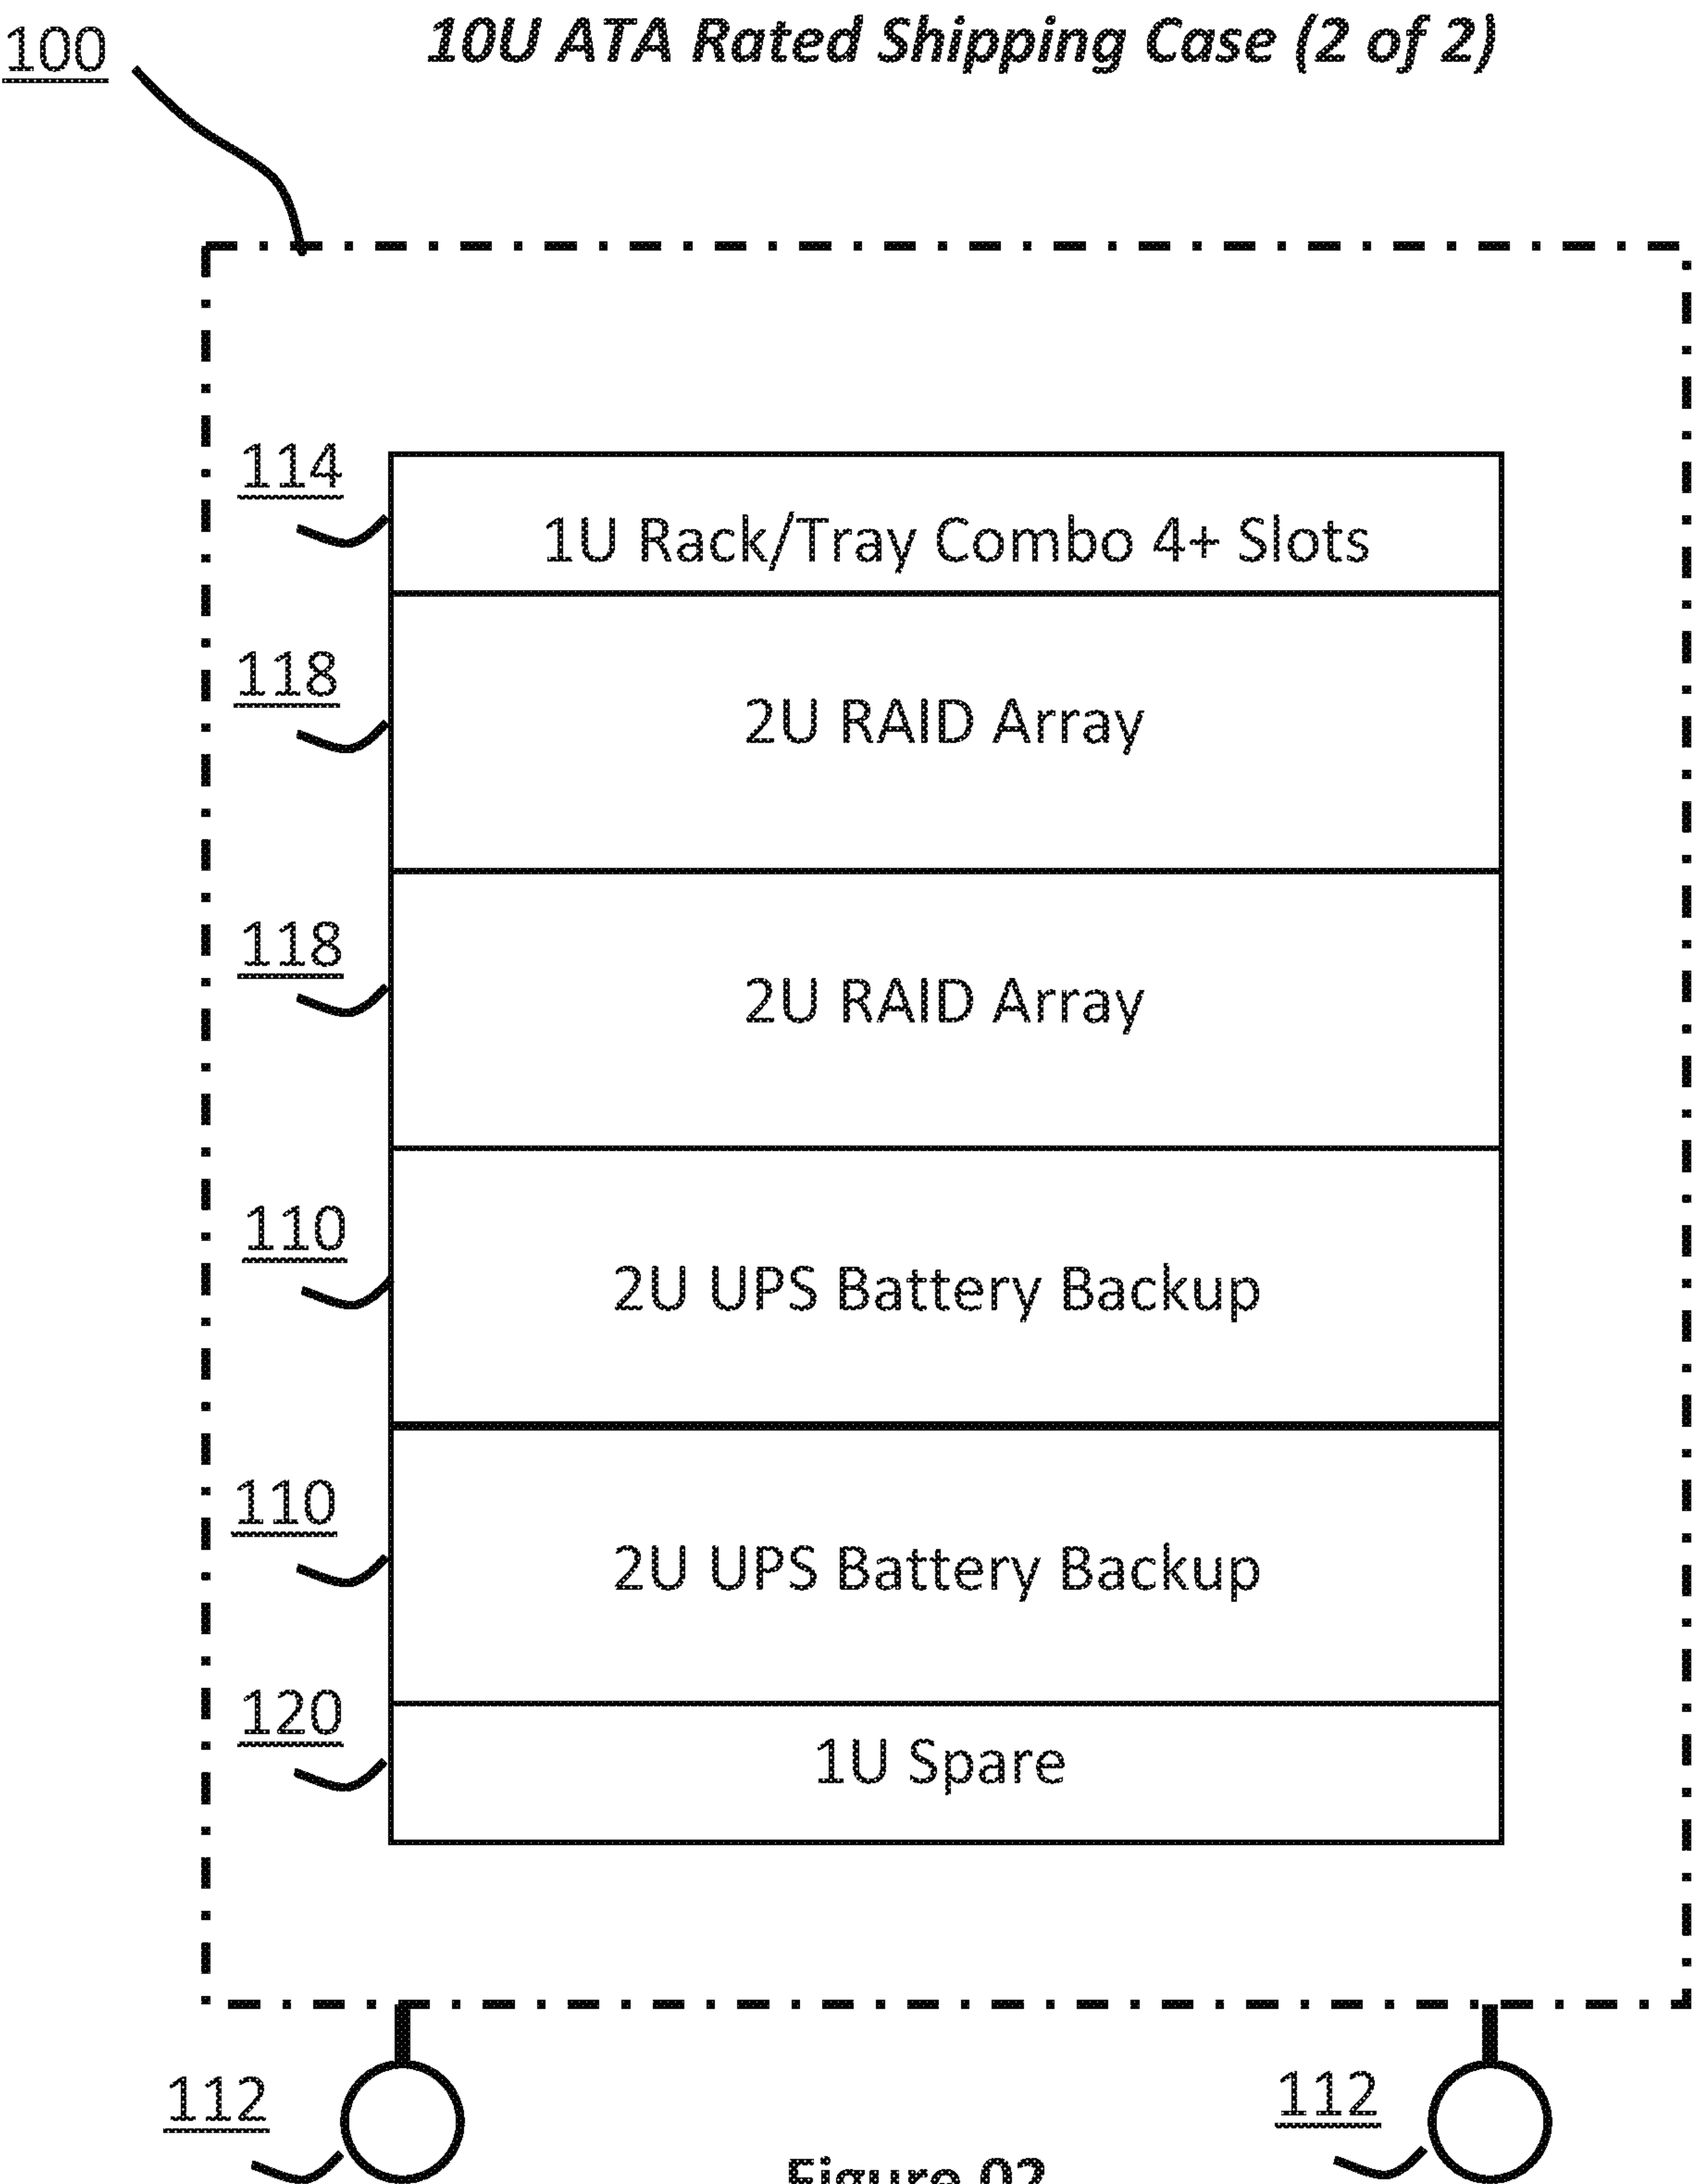 100
10U ATA Rated Shipping Case (2 of 2)
114
1U Rack/Tray Combo 4+ Slots
118
2U RAID Array
118
2U RAID Array
110
2U UPS Battery Backup
110
2U UPS Battery Backup
120
1U Spare
112
112
Figure 02